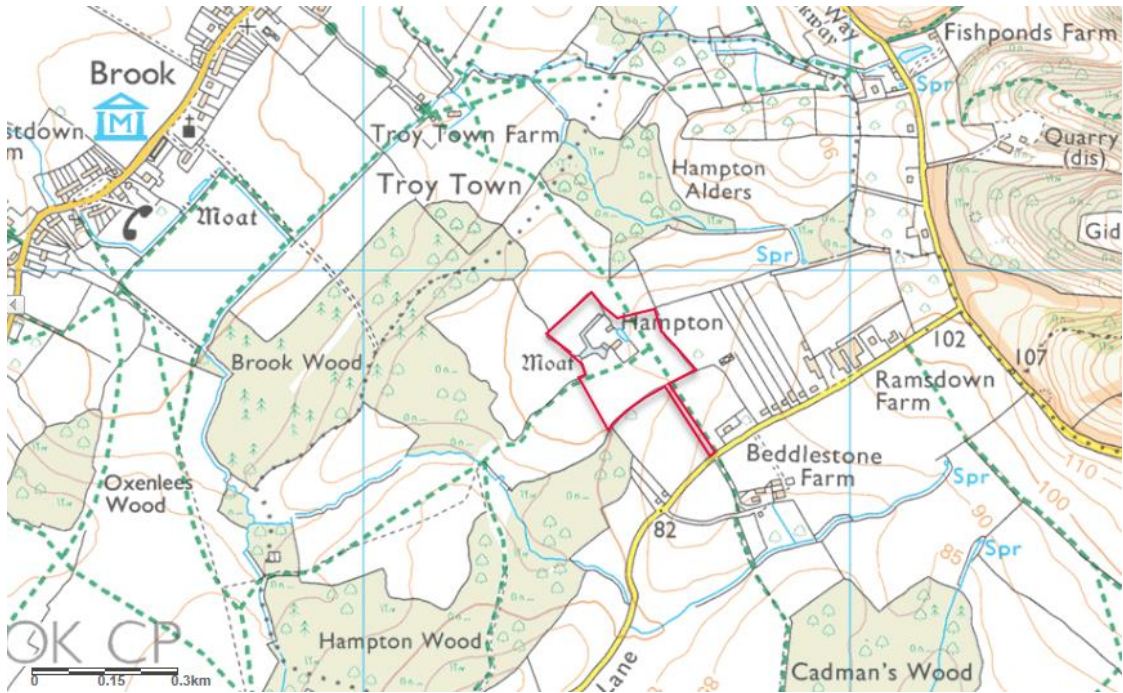 Way
Fishponds Farm
Brook
M
Spr
stdown
m
Troy Town Farm
Quarry
(dis)
Hampton
Alders
90
Troy Town
Moat
Gid
Spr
Hampton
Brook Wood
Moat
102
107
Ramsdown
Farm
Beddlestone
Farm
110
100
Oxenlees
Wood
Spr
90
82
85
Spr
OK CP
Hampton Wood
Lane
Cadman's Wood
68
0 0.15 0.3km